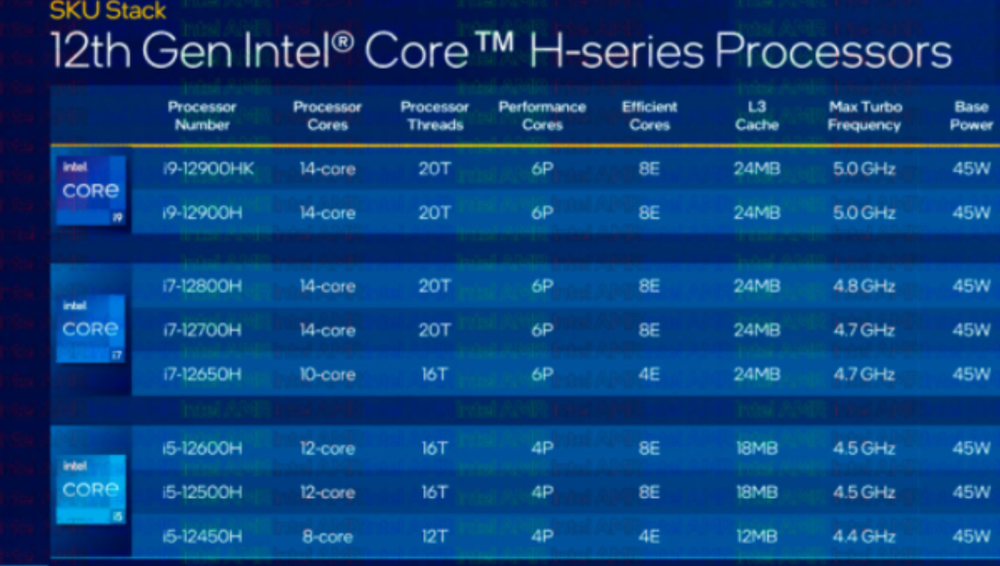 SKU Stack
12th Gen Intel® Core™ H-series Processors
Processor Number Processor Cores Processor Threads Performance Cores Efficient Cores L3 Cache Max Turbo Frequency Base Power
intel CORE i9
i9-12900HK 14-core 20T 6P 8E 24MB 5.0 GHz 45W
i9-12900H 14-core 20T 6P 8E 24MB 5.0 GHz 45W
intel CORE i7
i7-12800H 14-core 20T 6P 8E 24MB 4.8 GHz 45W
i7-12700H 14-core 20T 6P 8E 24MB 4.7 GHz 45W
i7-12650H 10-core 16T 6P 4E 24MB 4.7 GHz 45W
intel CORE i5
i5-12600H 12-core 16T 4P 8E 18MB 4.5 GHz 45W
i5-12500H 12-core 16T 4P 8E 18MB 4.5 GHz 45W
i5-12450H 8-core 12T 4P 4E 12MB 4.4 GHz 45W